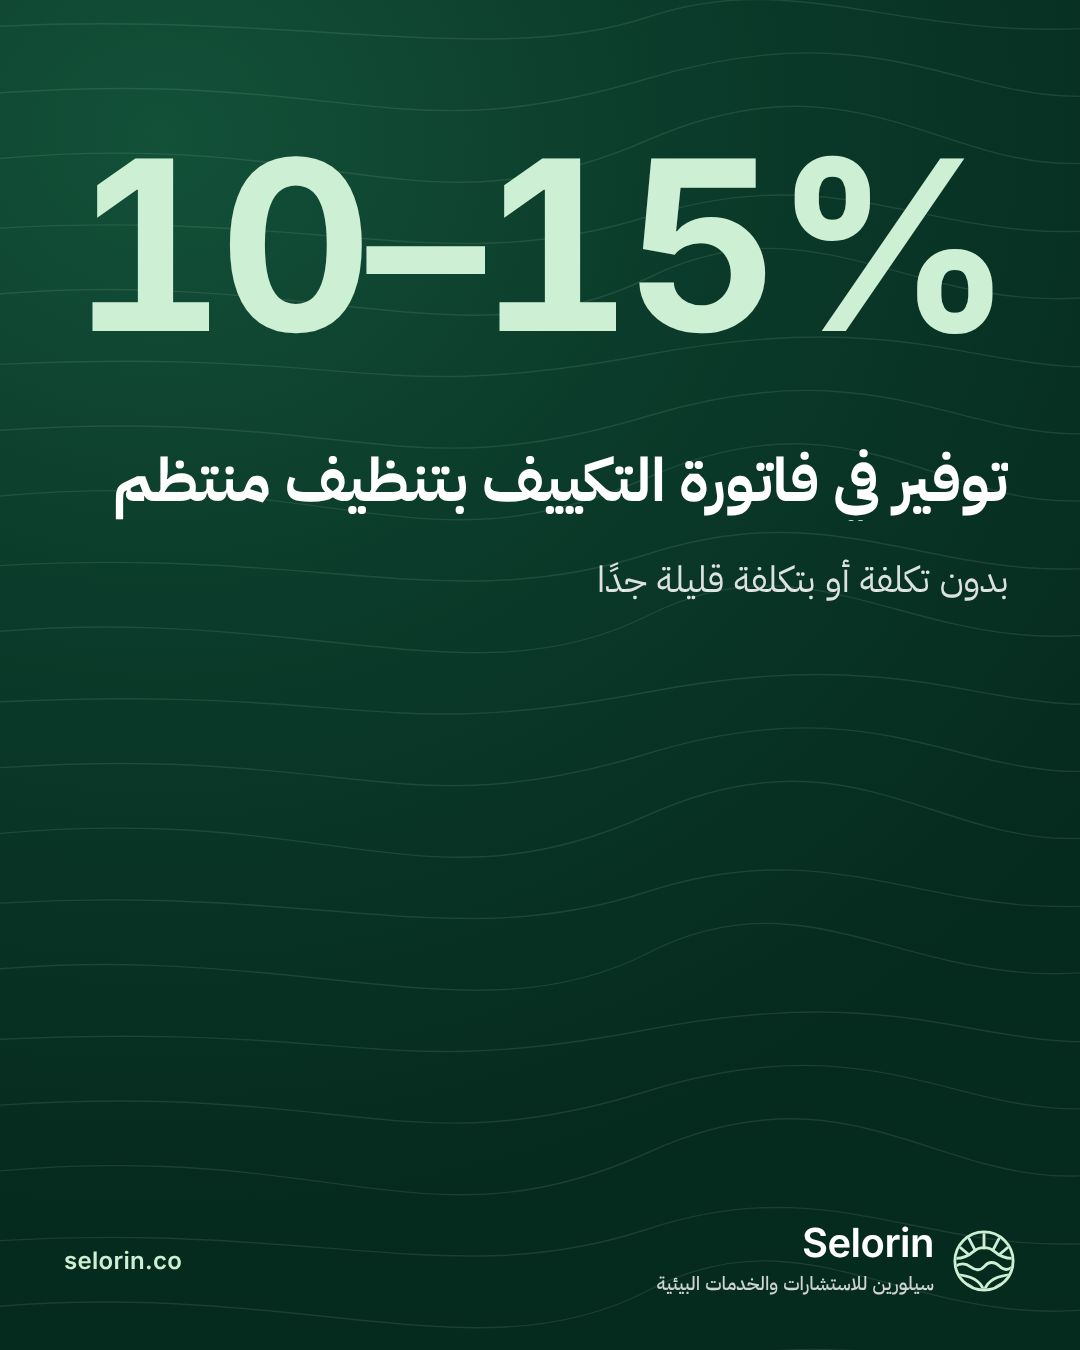 10–15%
توفير في فاتورة التكييف بتنظيف منتظم
بدون تكلفة أو بتكلفة قليلة جدًا
Selorin
سيلورين للاستشارات والخدمات البيئية
selorin.co